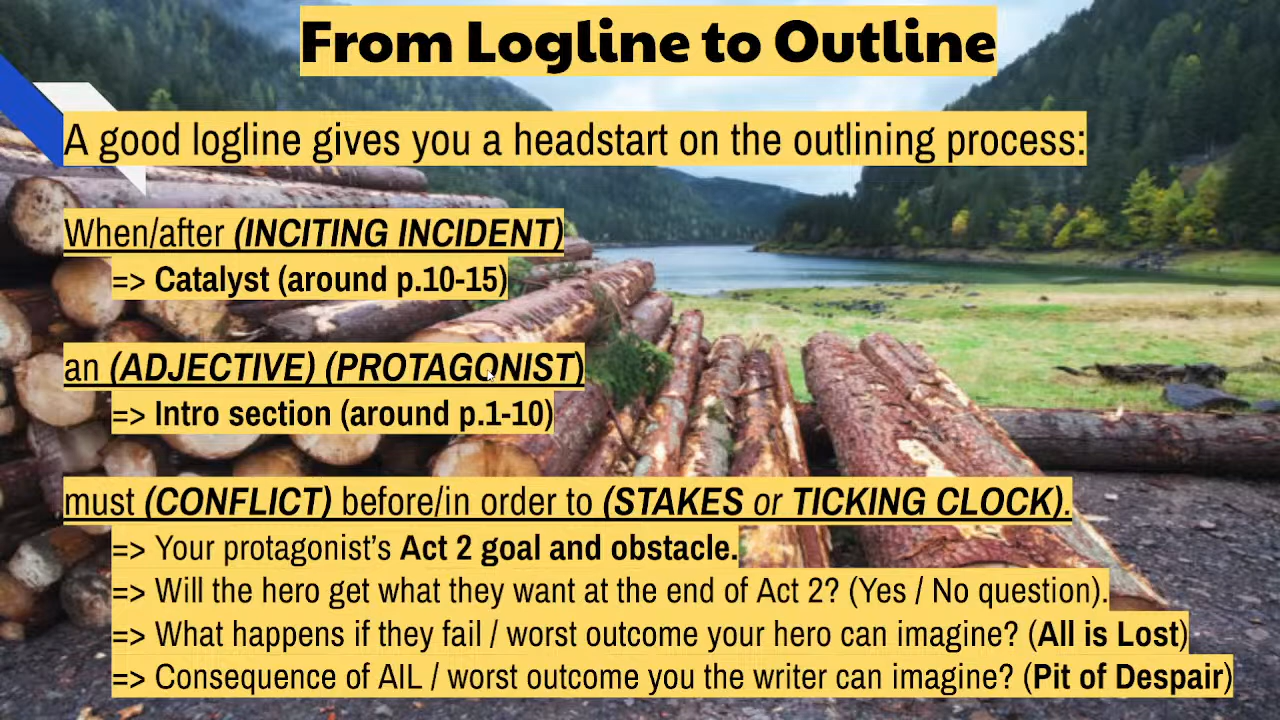 From Logline to Outline
A good logline gives you a headstart on the outlining process:
When/after (INCITING INCIDENT)
=> Catalyst (around p.10-15)
an (ADJECTIVE) (PROTAGONIST)
=> Intro section (around p.1-10)
must (CONFLICT) before/in order to (STAKES or TICKING CLOCK).
=> Your protagonist’s Act 2 goal and obstacle.
=> Will the hero get what they want at the end of Act 2? (Yes / No question).
=> What happens if they fail / worst outcome your hero can imagine? (All is Lost)
=> Consequence of AIL / worst outcome you the writer can imagine? (Pit of Despair)